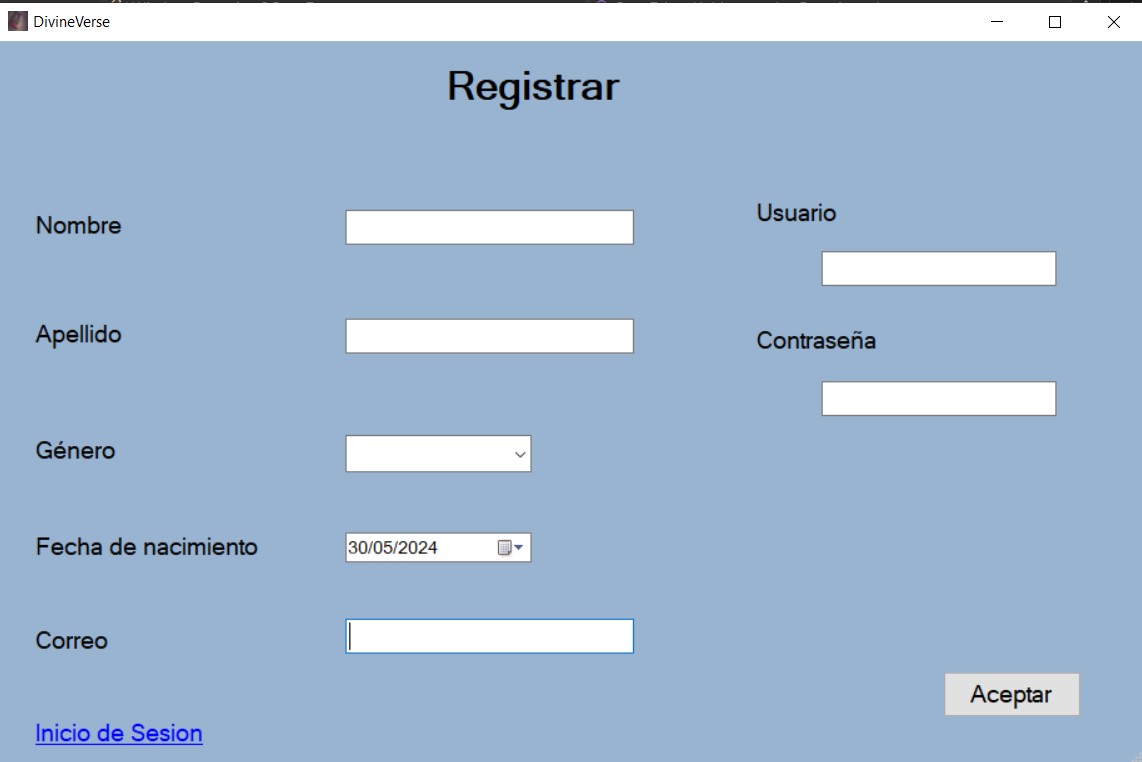 DivineVerse
Registrar
Nombre
Apellido
Género
Fecha de nacimiento
30/05/2024
Correo
Usuario
Contraseña
Aceptar
Inicio de Sesion